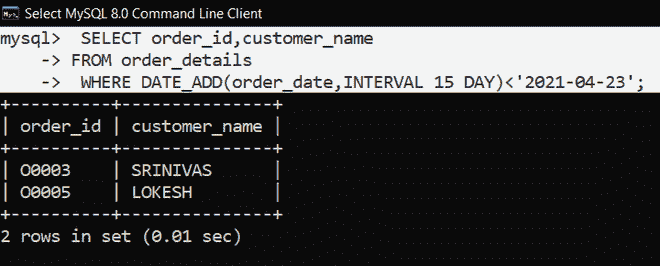 Select MySQL 8.0 Command Line Client
mysql>  SELECT order_id,customer_name
    -> FROM order_details
    ->  WHERE DATE_ADD(order_date,INTERVAL 15 DAY)<'2021-04-23';
+----------+---------------+
| order_id | customer_name |
+----------+---------------+
| O0003    | SRINIVAS      |
| O0005    | LOKESH        |
+----------+---------------+
2 rows in set (0.01 sec)